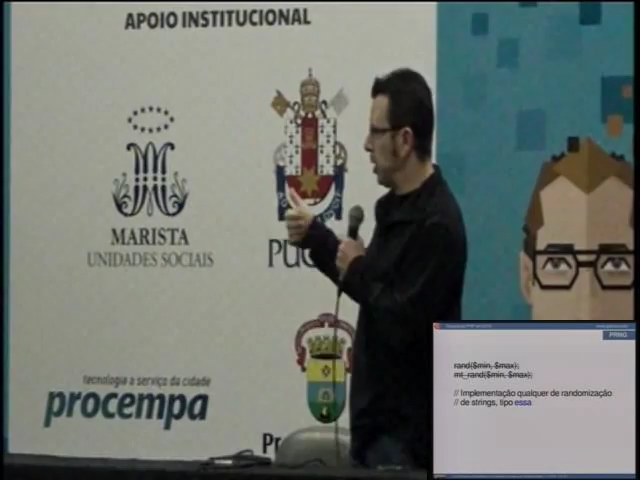 APOIO INSTITUCIONAL
MARISTA
UNIDADES SOCIAIS
PUC
tecnologia a serviço da cidade
procempa
Pr
PRNG
rand($min, $max);
mt_rand($min, $max);
// Implementação qualquer de randomização
// de strings, tipo essa